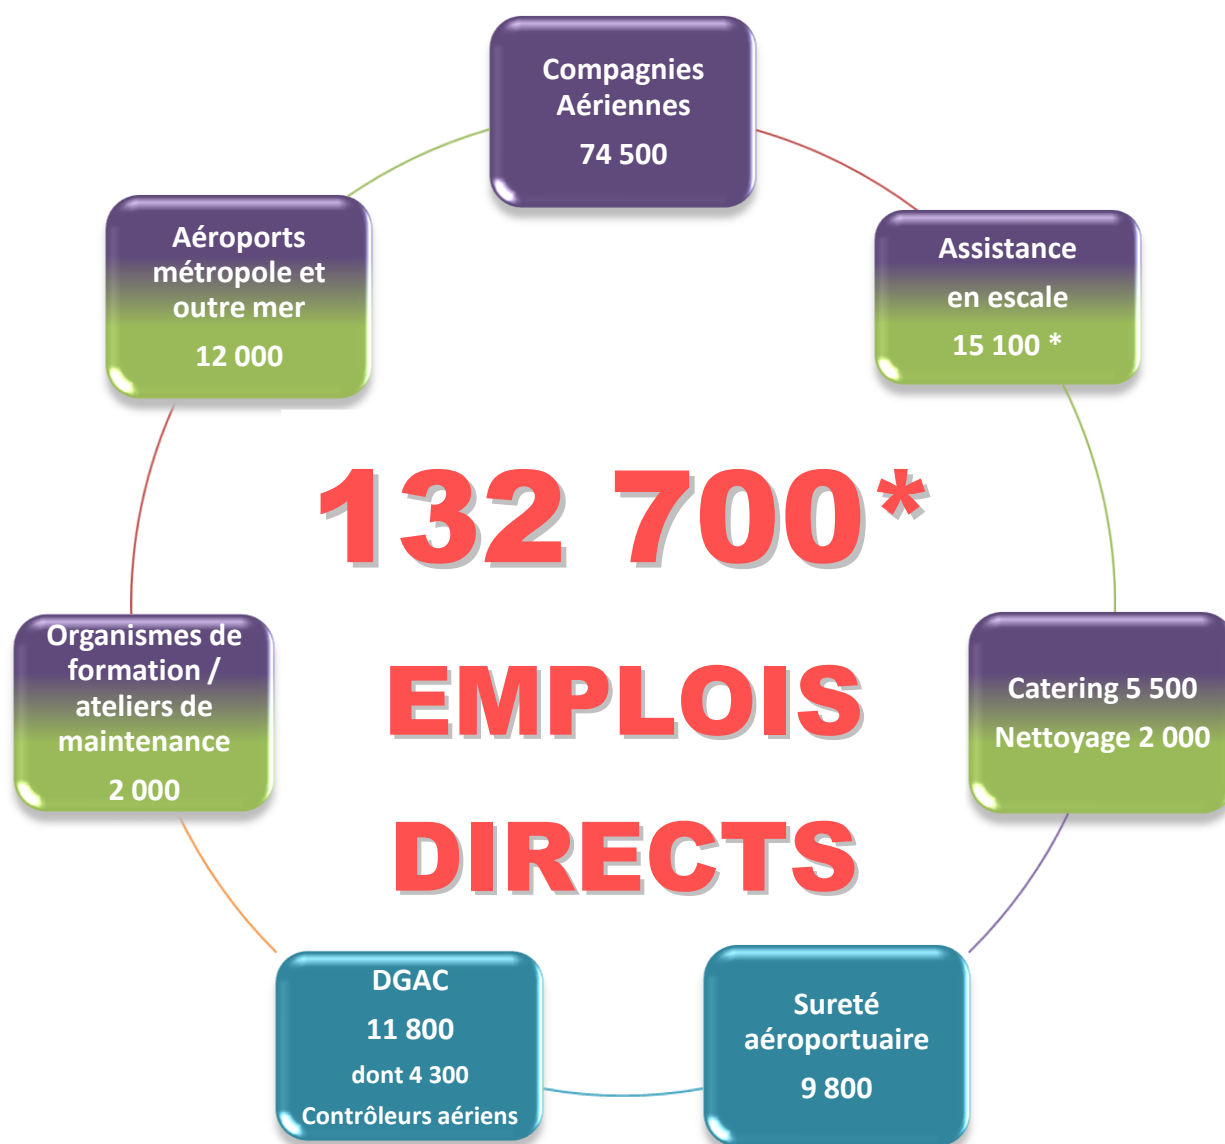 Compagnies
Aériennes
74 500
Assistance
en escale
15 100 *
Catering 5 500
Nettoyage 2 000
Sureté
aéroportuaire
9 800
DGAC
11 800
dont 4 300
Contrôleurs aériens
Organismes de
formation /
ateliers de
maintenance
2 000
Aéroports
métropole et
outre mer
12 000
132 700*
EMPLOIS
DIRECTS